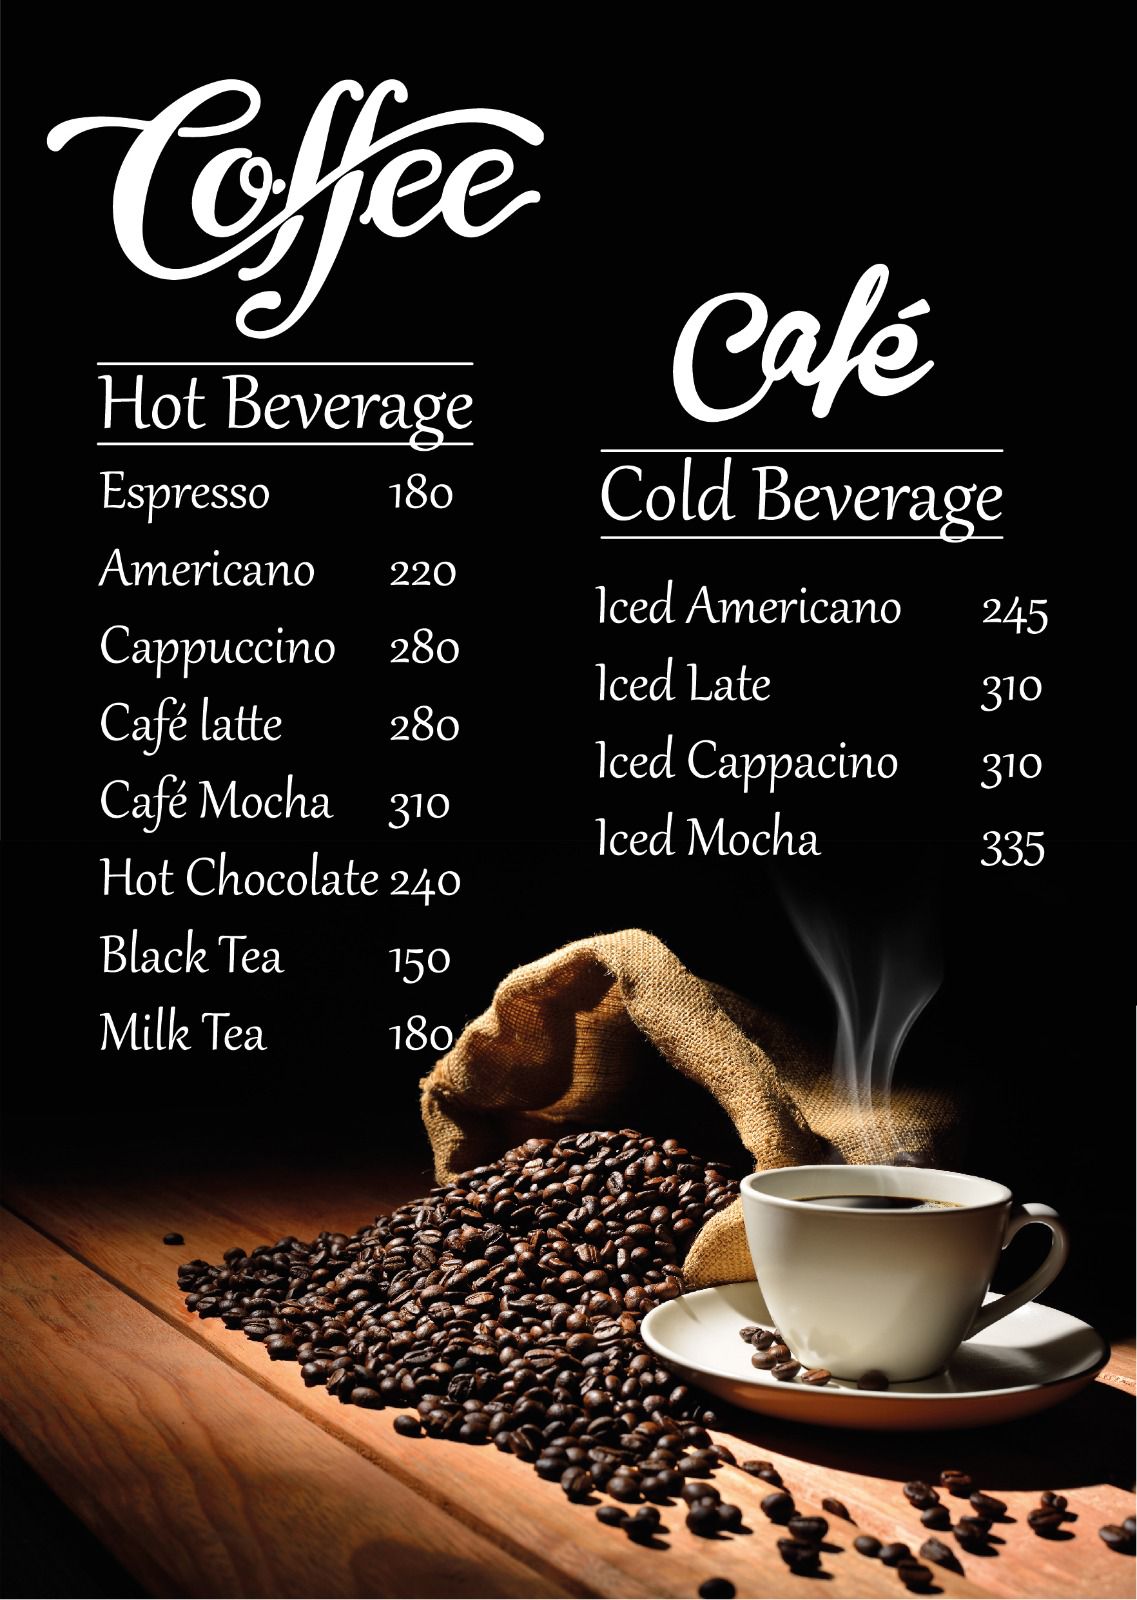 Coffee
Hot Beverage
Espresso 180
Americano 220
Cappuccino 280
Café latte 280
Café Mocha 310
Hot Chocolate 240
Black Tea 150
Milk Tea 180
Café
Cold Beverage
Iced Americano 245
Iced Late 310
Iced Cappacino 310
Iced Mocha 335